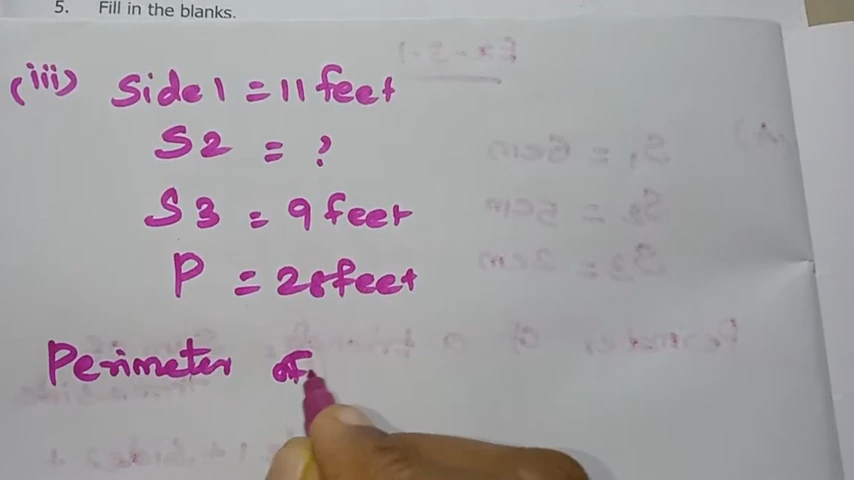 5. Fill in the blanks.
(iii) Side 1 = 11 feet
S2 = ?
S3 = 9 feet
P = 28 feet
Perimeter of